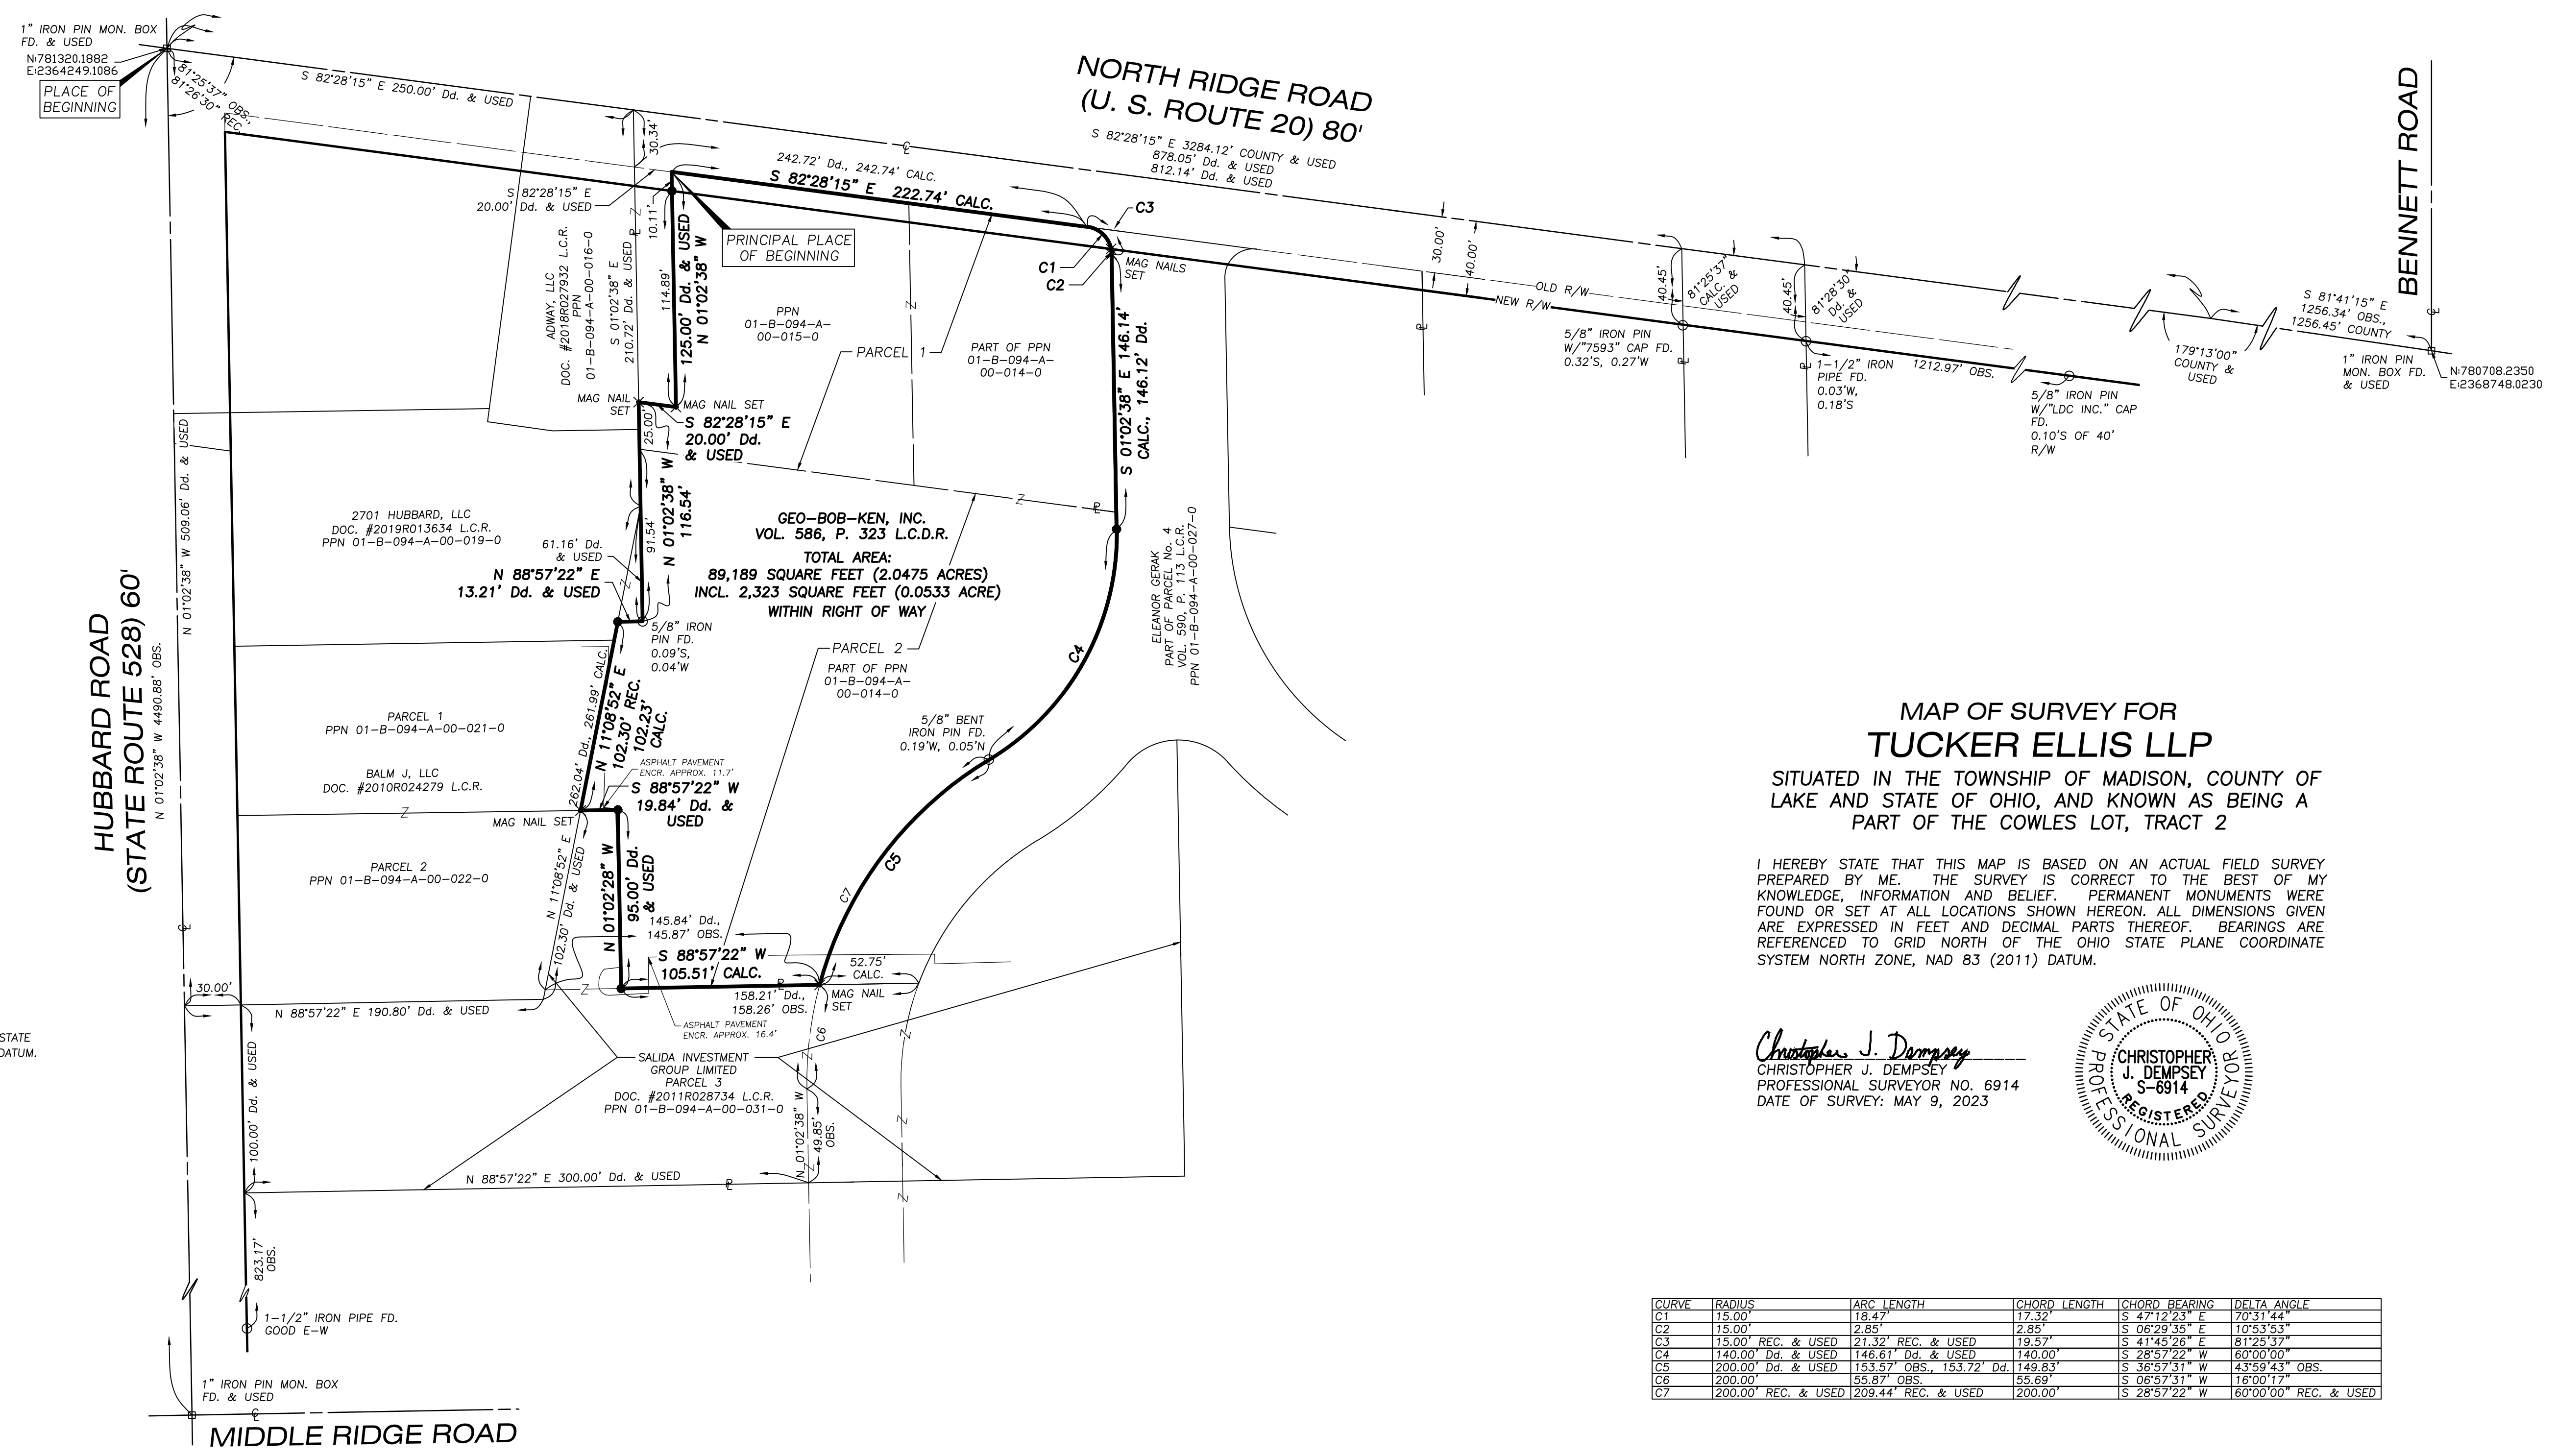 1" IRON PIN MON. BOX
FD. & USED
N:781320.1882
E:2364249.1086
PLACE OF
BEGINNING
81°25'37" OBS.,
81°26'30" REC.
S 82°28'15" E 250.00' Dd. & USED
30.34'
NORTH RIDGE ROAD
(U. S. ROUTE 20) 80'
S 82°28'15" E 3284.12' COUNTY & USED
878.05' Dd. & USED
812.14' Dd. & USED
242.72' Dd., 242.74' CALC.
S 82°28'15" E 222.74' CALC.
S 82°28'15" E
20.00' Dd. & USED
10.11'
PRINCIPAL PLACE
OF BEGINNING
C3
C1
C2
MAG NAILS
SET
30.00'
40.00'
OLD R/W
NEW R/W
40.45'
81°25'37"
CALC. &
USED
40.45'
81°28'30"
Dd. &
USED
5/8" IRON PIN
W/"7593" CAP FD.
0.32'S, 0.27'W
1-1/2" IRON
PIPE FD.
0.03'W,
0.18'S
1212.97' OBS.
5/8" IRON PIN
W/"LDC INC." CAP
FD.
0.10'S OF 40'
R/W
179°13'00"
COUNTY &
USED
S 81°41'15" E
1256.34' OBS.,
1256.45' COUNTY
1" IRON PIN
MON. BOX FD.
& USED
N:780708.2350
E:2368748.0230
BENNETT ROAD
ADWAY, LLC
DOC. #2018R027932 L.C.R.
PPN
01-B-094-A-00-016-0
S 01°02'38" E
210.72' Dd. & USED
114.89'
125.00' Dd. & USED
N 01°02'38" W
PPN
01-B-094-A-
00-015-0
PARCEL 1
PART OF PPN
01-B-094-A-
00-014-0
S 01°02'38" E 146.14'
CALC., 146.12' Dd.
MAG NAIL
SET
MAG NAIL SET
25.00'
S 82°28'15" E
20.00' Dd.
& USED
N 01°02'38" W
116.54'
91.54'
2701 HUBBARD, LLC
DOC. #2019R013634 L.C.R.
PPN 01-B-094-A-00-019-0
61.16' Dd.
& USED
N 88°57'22" E
13.21' Dd. & USED
GEO-BOB-KEN, INC.
VOL. 586, P. 323 L.C.D.R.
TOTAL AREA:
89,189 SQUARE FEET (2.0475 ACRES)
INCL. 2,323 SQUARE FEET (0.0533 ACRE)
WITHIN RIGHT OF WAY
PARCEL 2
PART OF PPN
01-B-094-A-
00-014-0
5/8" IRON
PIN FD.
0.09'S,
0.04'W
ELEANOR GERAK
PART OF PARCEL No. 4
VOL. 590, P. 113 L.C.R.
PPN 01-B-094-A-00-027-0
C4
5/8" BENT
IRON PIN FD.
0.19'W, 0.05'N
HUBBARD ROAD
(STATE ROUTE 528) 60'
N 01°02'38" W 4490.88' OBS.
N 01°02'38" W 509.06' Dd. & USED
PARCEL 1
PPN 01-B-094-A-00-021-0
BALM J, LLC
DOC. #2010R024279 L.C.R.
262.04' Dd., 261.99' CALC.
N 11°08'52" E
102.30' REC.
102.23'
CALC.
ASPHALT PAVEMENT
ENCR. APPROX. 11.7'
S 88°57'22" W
19.84' Dd. &
USED
MAG NAIL SET
PARCEL 2
PPN 01-B-094-A-00-022-0
N 11°08'52" E
102.30' Dd. & USED
N 01°02'28" W
95.00' Dd.
& USED
C5
C7
145.84' Dd.,
145.87' OBS.
S 88°57'22" W
105.51' CALC.
52.75'
CALC.
158.21' Dd.,
158.26' OBS.
MAG NAIL
SET
ASPHALT PAVEMENT
ENCR. APPROX. 16.4'
C6
30.00'
N 88°57'22" E 190.80' Dd. & USED
100.00' Dd. & USED
SALIDA INVESTMENT
GROUP LIMITED
PARCEL 3
DOC. #2011R028734 L.C.R.
PPN 01-B-094-A-00-031-0
N 01°02'38" W
49.85'
OBS.
N 88°57'22" E 300.00' Dd. & USED
823.17'
OBS.
1-1/2" IRON PIPE FD.
GOOD E-W
1" IRON PIN MON. BOX
FD. & USED
MIDDLE RIDGE ROAD
STATE
DATUM.
MAP OF SURVEY FOR
TUCKER ELLIS LLP
SITUATED IN THE TOWNSHIP OF MADISON, COUNTY OF
LAKE AND STATE OF OHIO, AND KNOWN AS BEING A
PART OF THE COWLES LOT, TRACT 2
I HEREBY STATE THAT THIS MAP IS BASED ON AN ACTUAL FIELD SURVEY
PREPARED BY ME. THE SURVEY IS CORRECT TO THE BEST OF MY
KNOWLEDGE, INFORMATION AND BELIEF. PERMANENT MONUMENTS WERE
FOUND OR SET AT ALL LOCATIONS SHOWN HEREON. ALL DIMENSIONS GIVEN
ARE EXPRESSED IN FEET AND DECIMAL PARTS THEREOF. BEARINGS ARE
REFERENCED TO GRID NORTH OF THE OHIO STATE PLANE COORDINATE
SYSTEM NORTH ZONE, NAD 83 (2011) DATUM.
Christopher J. Dempsey
CHRISTOPHER J. DEMPSEY
PROFESSIONAL SURVEYOR NO. 6914
DATE OF SURVEY: MAY 9, 2023
STATE OF OHIO
CHRISTOPHER
J. DEMPSEY
S-6914
REGISTERED
PROFESSIONAL SURVEYOR
CURVE RADIUS ARC LENGTH CHORD LENGTH CHORD BEARING DELTA ANGLE
C1 15.00' 18.47' 17.32' S 47°12'23" E 70°31'44"
C2 15.00' 2.85' 2.85' S 06°29'35" E 10°53'53"
C3 15.00' REC. & USED 21.32' REC. & USED 19.57' S 41°45'26" E 81°25'37"
C4 140.00' Dd. & USED 146.61' Dd. & USED 140.00' S 28°57'22" W 60°00'00"
C5 200.00' Dd. & USED 153.57' OBS., 153.72' Dd. 149.83' S 36°57'31" W 43°59'43" OBS.
C6 200.00' 55.87' OBS. 55.69' S 06°57'31" W 16°00'17"
C7 200.00' REC. & USED 209.44' REC. & USED 200.00' S 28°57'22" W 60°00'00" REC. & USED